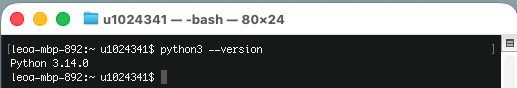 u1024341 — -bash — 80×24
[leoa-mbp-892:~ u1024341$ python3 --version ]
Python 3.14.0
leoa-mbp-892:~ u1024341$